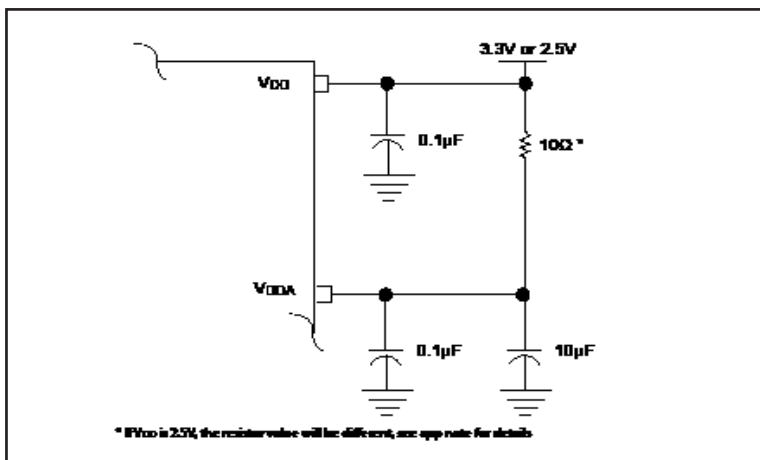 3.3V or 2.5V
VDD
0.1µF
10Ω *
VDDA
0.1µF
10µF
* If VDD is 2.5V, the resistor value will be different, see app note for details